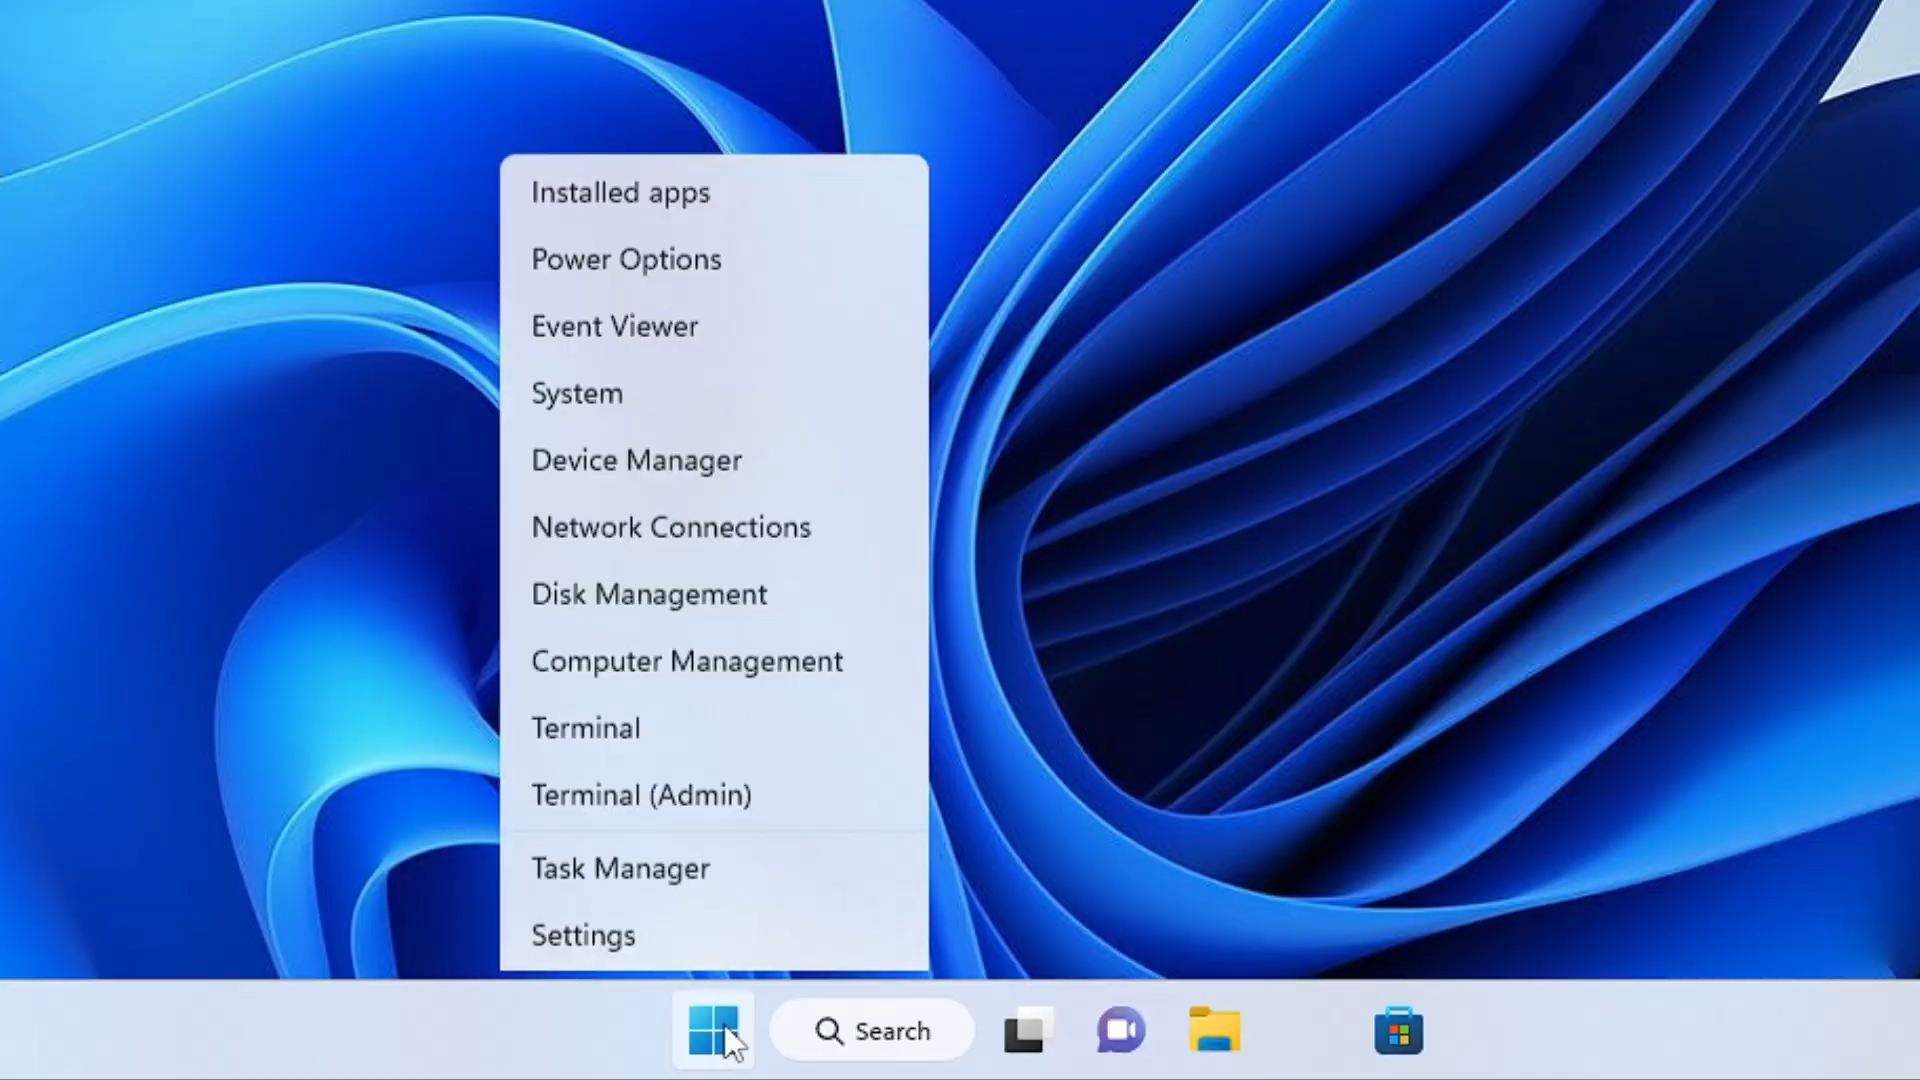 Installed apps
Power Options
Event Viewer
System
Device Manager
Network Connections
Disk Management
Computer Management
Terminal
Terminal (Admin)
Task Manager
Settings
Search